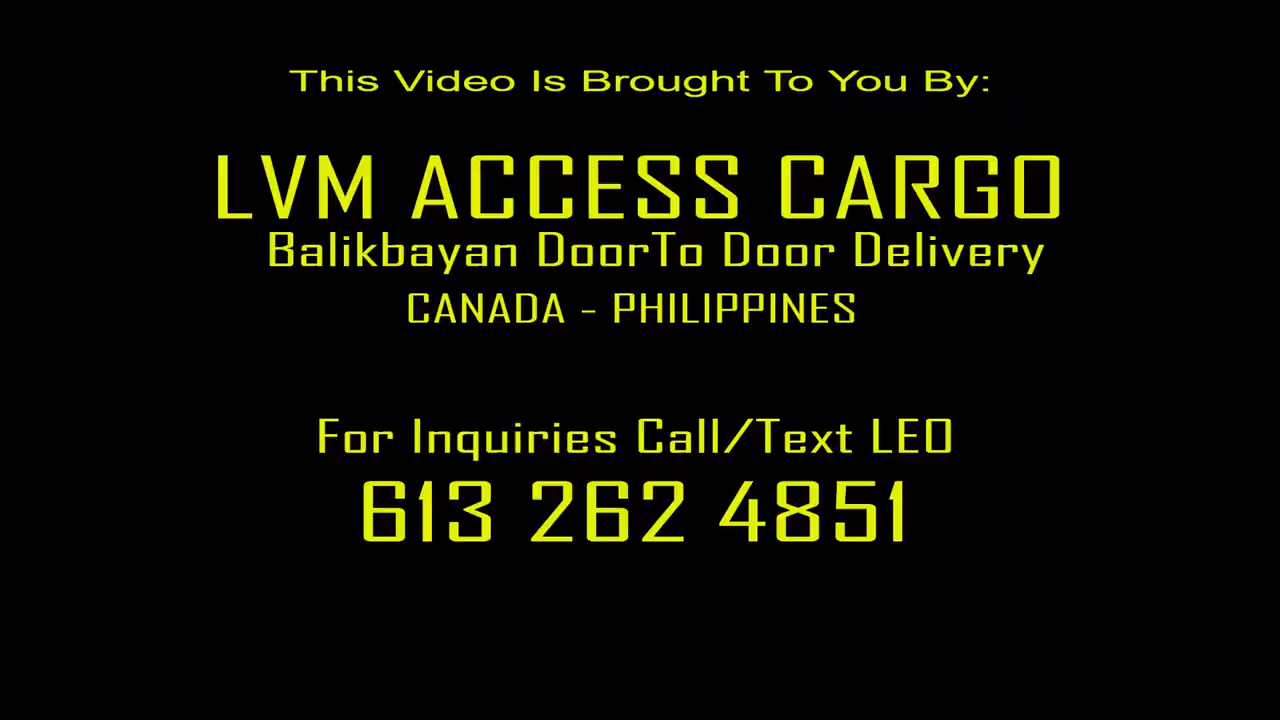 This Video Is Brought To You By:
LVM ACCESS CARGO
Balikbayan DoorTo Door Delivery
CANADA - PHILIPPINES
For Inquiries Call/Text LEO
613 262 4851